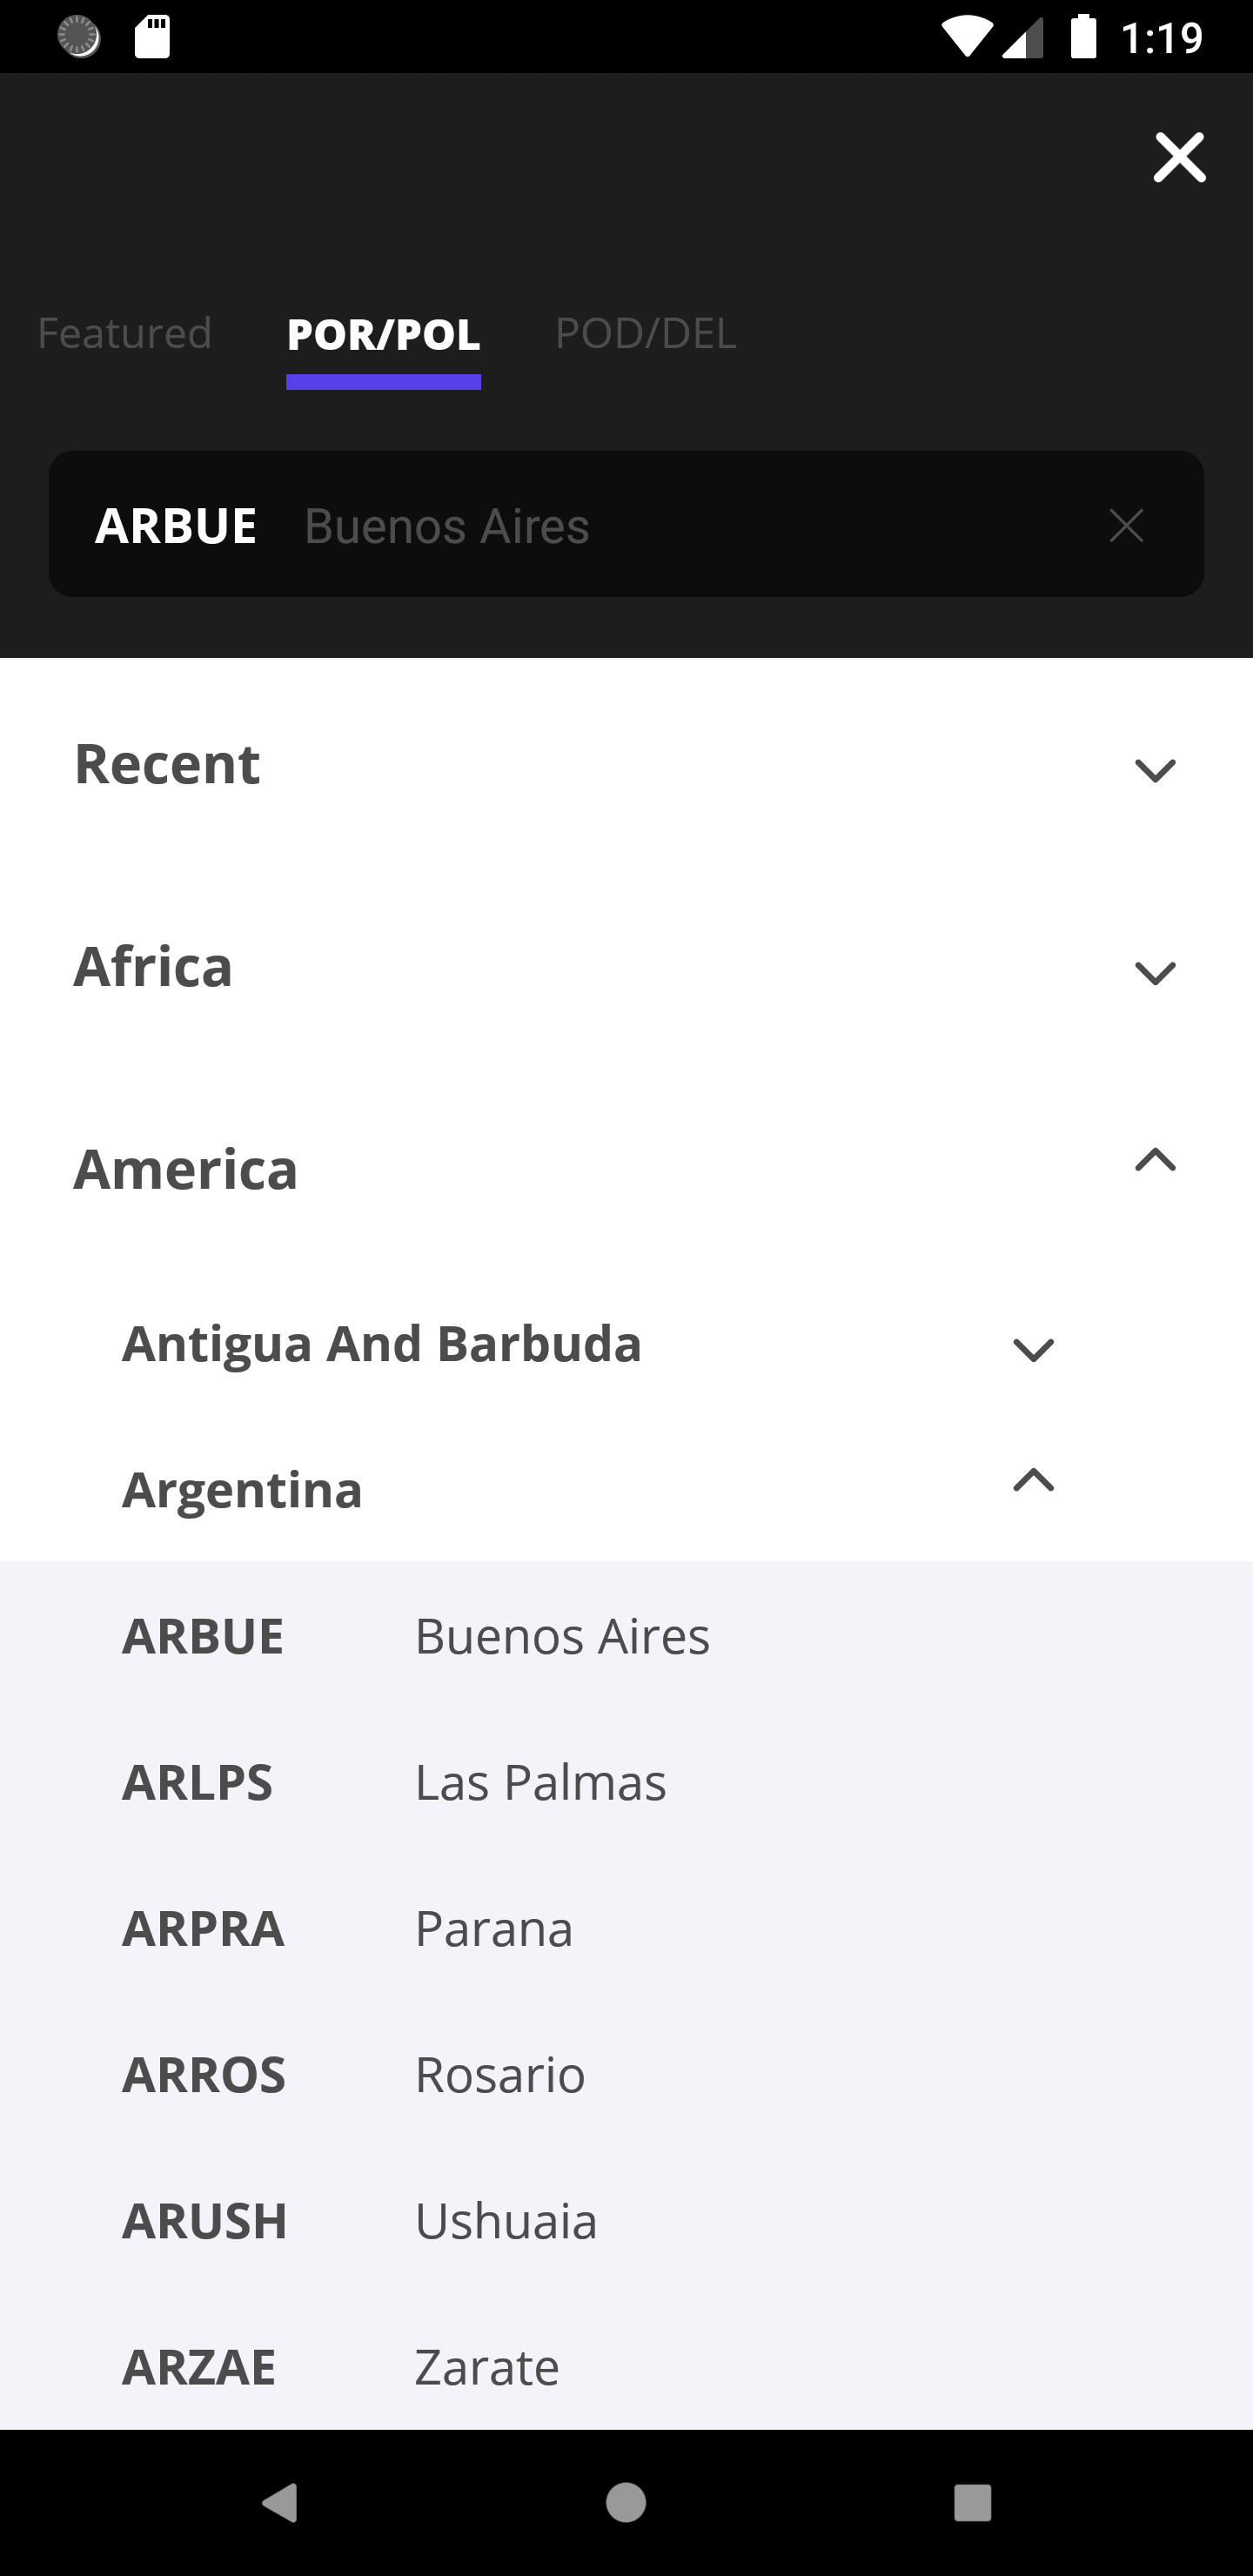 1:19
Featured POR/POL POD/DEL
ARBUE Buenos Aires
Recent
Africa
America
Antigua And Barbuda
Argentina
ARBUE Buenos Aires
ARLPS Las Palmas
ARPRA Parana
ARROS Rosario
ARUSH Ushuaia
ARZAE Zarate